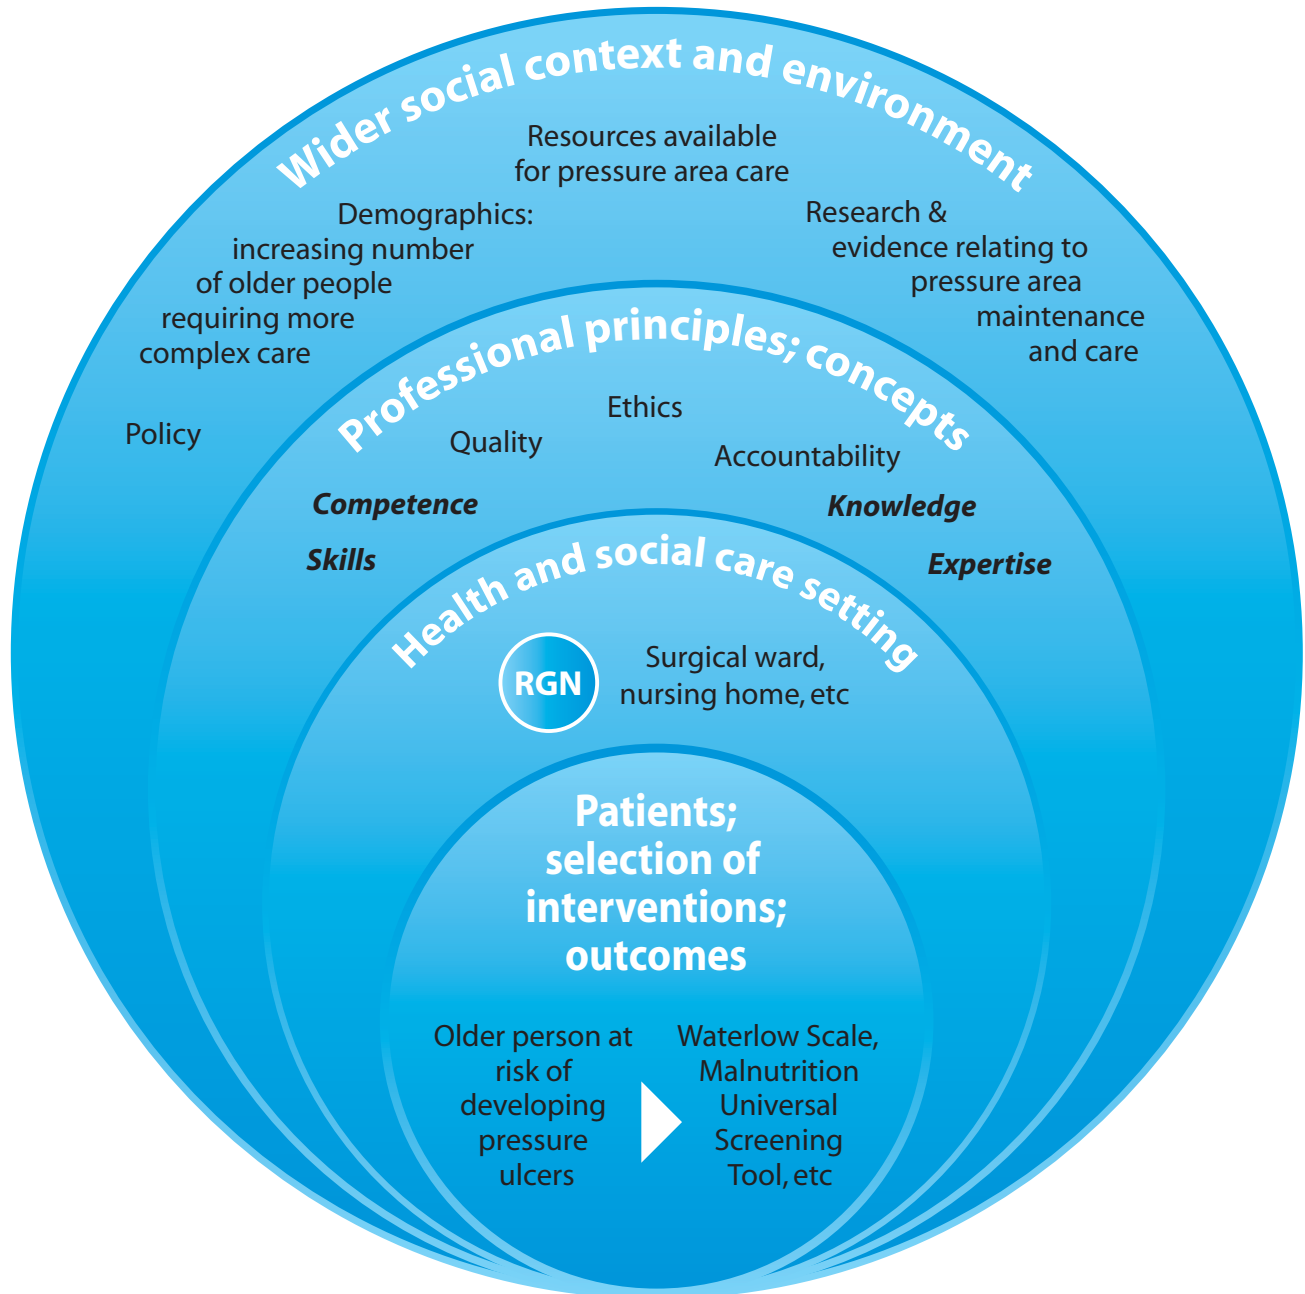 Wider social context and environment
Resources available
for pressure area care
Demographics:
increasing number
of older people
requiring more
complex care
Research &
evidence relating to
pressure area
maintenance
and care
Policy
Professional principles; concepts
Ethics
Quality
Accountability
Competence
Knowledge
Skills
Expertise
Health and social care setting
RGN
Surgical ward,
nursing home, etc
Patients;
selection of
interventions;
outcomes
Older person at
risk of
developing
pressure
ulcers
Waterlow Scale,
Malnutrition
Universal
Screening
Tool, etc